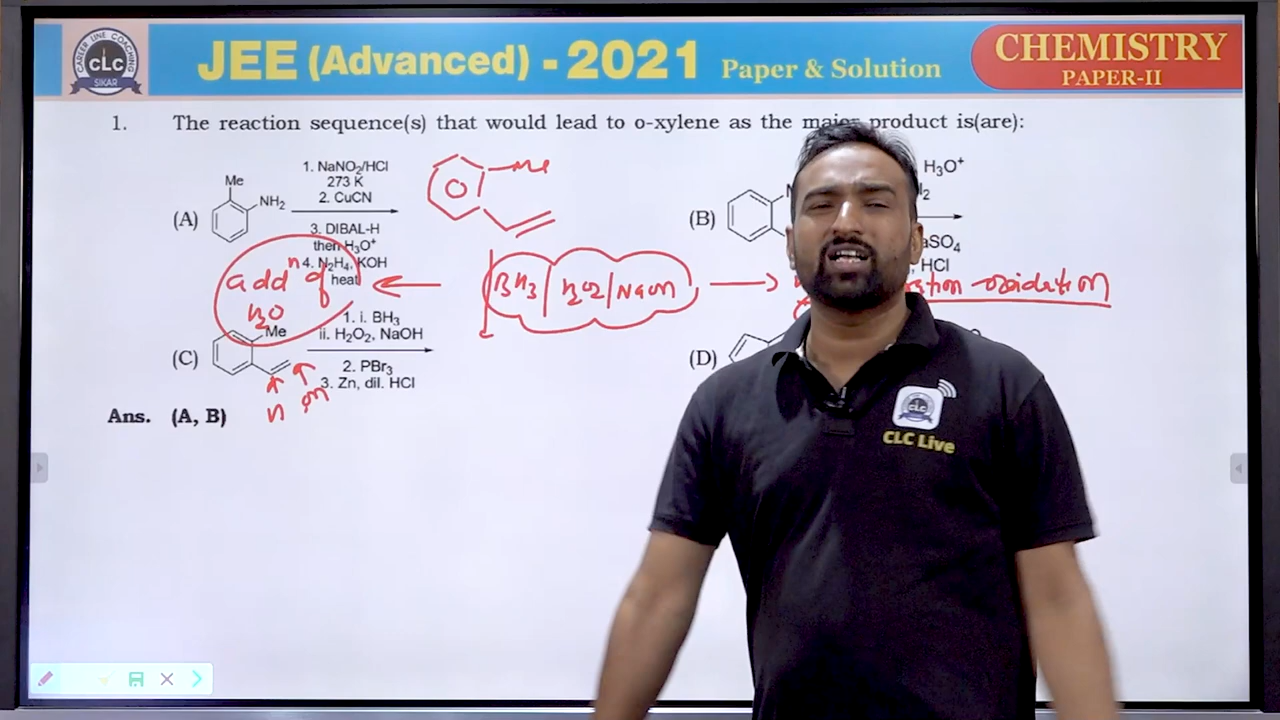 CAREER LINE COACHING
CLC
SIKAR
JEE (Advanced) - 2021 Paper & Solution
CHEMISTRY
PAPER-II
1. The reaction sequence(s) that would lead to o-xylene as the major product is(are):
(A)
Me
NH₂
1. NaNO₂/HCl
273 K
2. CuCN
3. DIBAL-H
then H₃O⁺
4. N₂H₄, KOH
heat
Me
(B)
H₃O⁺
HCl
addⁿ of
H₂O
BH₃/H₂O₂/NaOH
oxidation
(C)
Me
1. i. BH₃
ii. H₂O₂, NaOH
2. PBr₃
3. Zn, dil. HCl
H OH
(D)
Ans. (A, B)
CLC
CLC Live